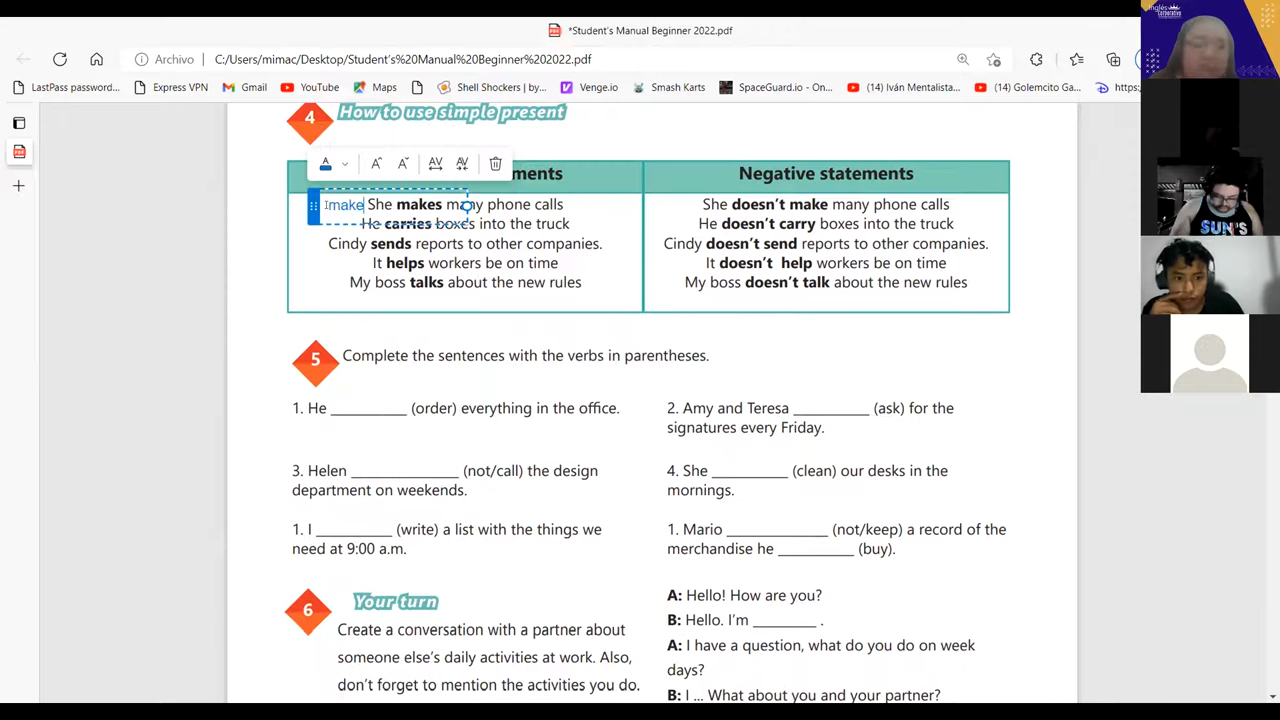 *Student's Manual Beginner 2022.pdf
Archivo
C:/Users/mimac/Desktop/Student's%20Manual%20Beginner%202022.pdf
LastPass password...
Express VPN
Gmail
YouTube
Maps
Shell Shockers | by...
Venge.io
Smash Karts
SpaceGuard.io - On...
(14) Iván Mentalista...
(14) Golemcito Ga...
https:/
Inglés
corporativo
4
How to use simple present
ments
Negative statements
make
She makes many phone calls
He carries boxes into the truck
Cindy sends reports to other companies.
It helps workers be on time
My boss talks about the new rules
She doesn't make many phone calls
He doesn't carry boxes into the truck
Cindy doesn't send reports to other companies.
It doesn't help workers be on time
My boss doesn't talk about the new rules
5
Complete the sentences with the verbs in parentheses.
1. He __________ (order) everything in the office.
2. Amy and Teresa __________ (ask) for the
signatures every Friday.
3. Helen ______________ (not/call) the design
department on weekends.
4. She __________ (clean) our desks in the
mornings.
1. I __________ (write) a list with the things we
need at 9:00 a.m.
1. Mario _____________ (not/keep) a record of the
merchandise he __________ (buy).
6
Your turn
Create a conversation with a partner about
someone else's daily activities at work. Also,
don't forget to mention the activities you do.
A: Hello! How are you?
B: Hello. I'm ________ .
A: I have a question, what do you do on week
days?
B: I ... What about you and your partner?
SUN'S